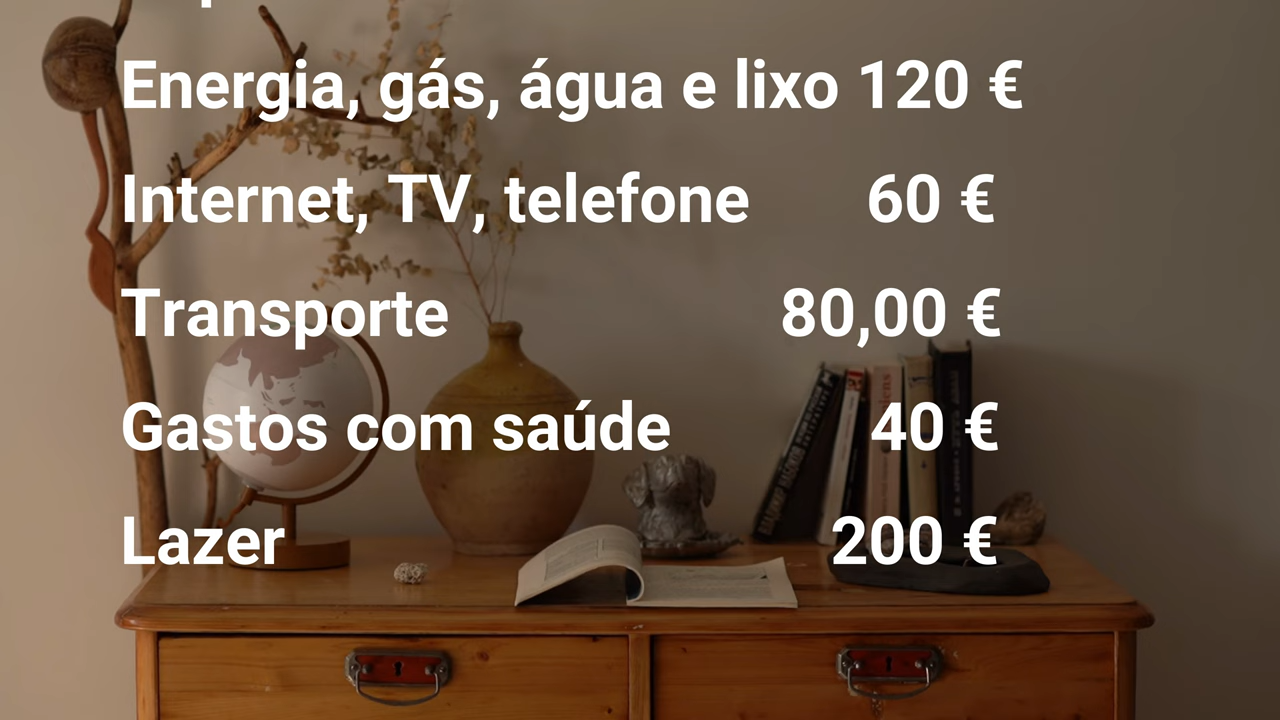 Energia, gás, água e lixo 120 €
Internet, TV, telefone 60 €
Transporte 80,00 €
Gastos com saúde 40 €
Lazer 200 €